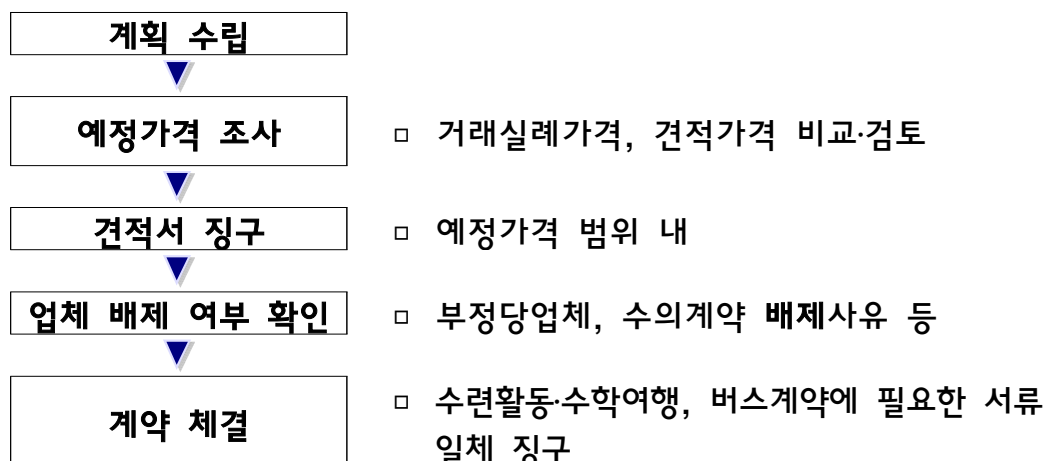 계획 수립
예정가격 조사
▫ 거래실례가격, 견적가격 비교·검토
견적서 징구
▫ 예정가격 범위 내
업체 배제 여부 확인
▫ 부정당업체, 수의계약 배제사유 등
계약 체결
▫ 수련활동·수학여행, 버스계약에 필요한 서류
일체 징구